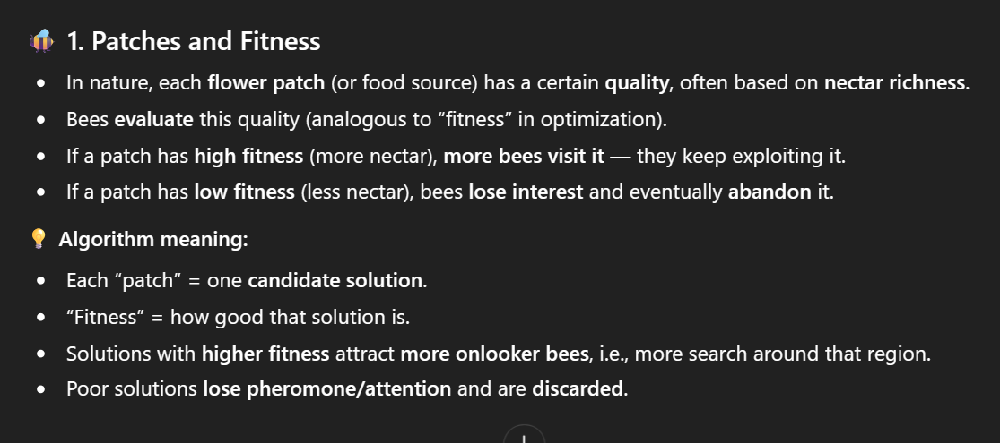 🐝 1. Patches and Fitness
• In nature, each flower patch (or food source) has a certain quality, often based on nectar richness.
• Bees evaluate this quality (analogous to “fitness” in optimization).
• If a patch has high fitness (more nectar), more bees visit it — they keep exploiting it.
• If a patch has low fitness (less nectar), bees lose interest and eventually abandon it.
💡 Algorithm meaning:
• Each “patch” = one candidate solution.
• “Fitness” = how good that solution is.
• Solutions with higher fitness attract more onlooker bees, i.e., more search around that region.
• Poor solutions lose pheromone/attention and are discarded.